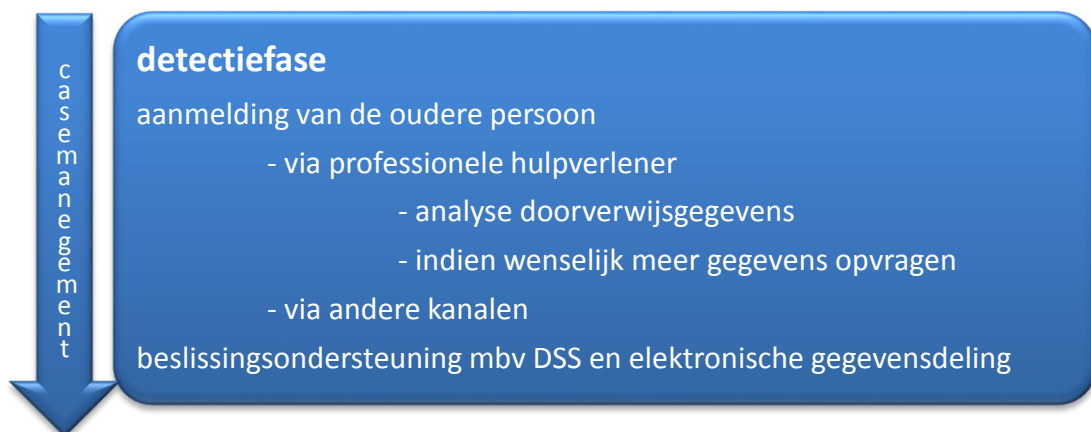 casemanegement
detectiefase
aanmelding van de oudere persoon
- via professionele hulpverlener
- analyse doorverwijsgegevens
- indien wenselijk meer gegevens opvragen
- via andere kanalen
beslissingsondersteuning mbv DSS en elektronische gegevensdeling